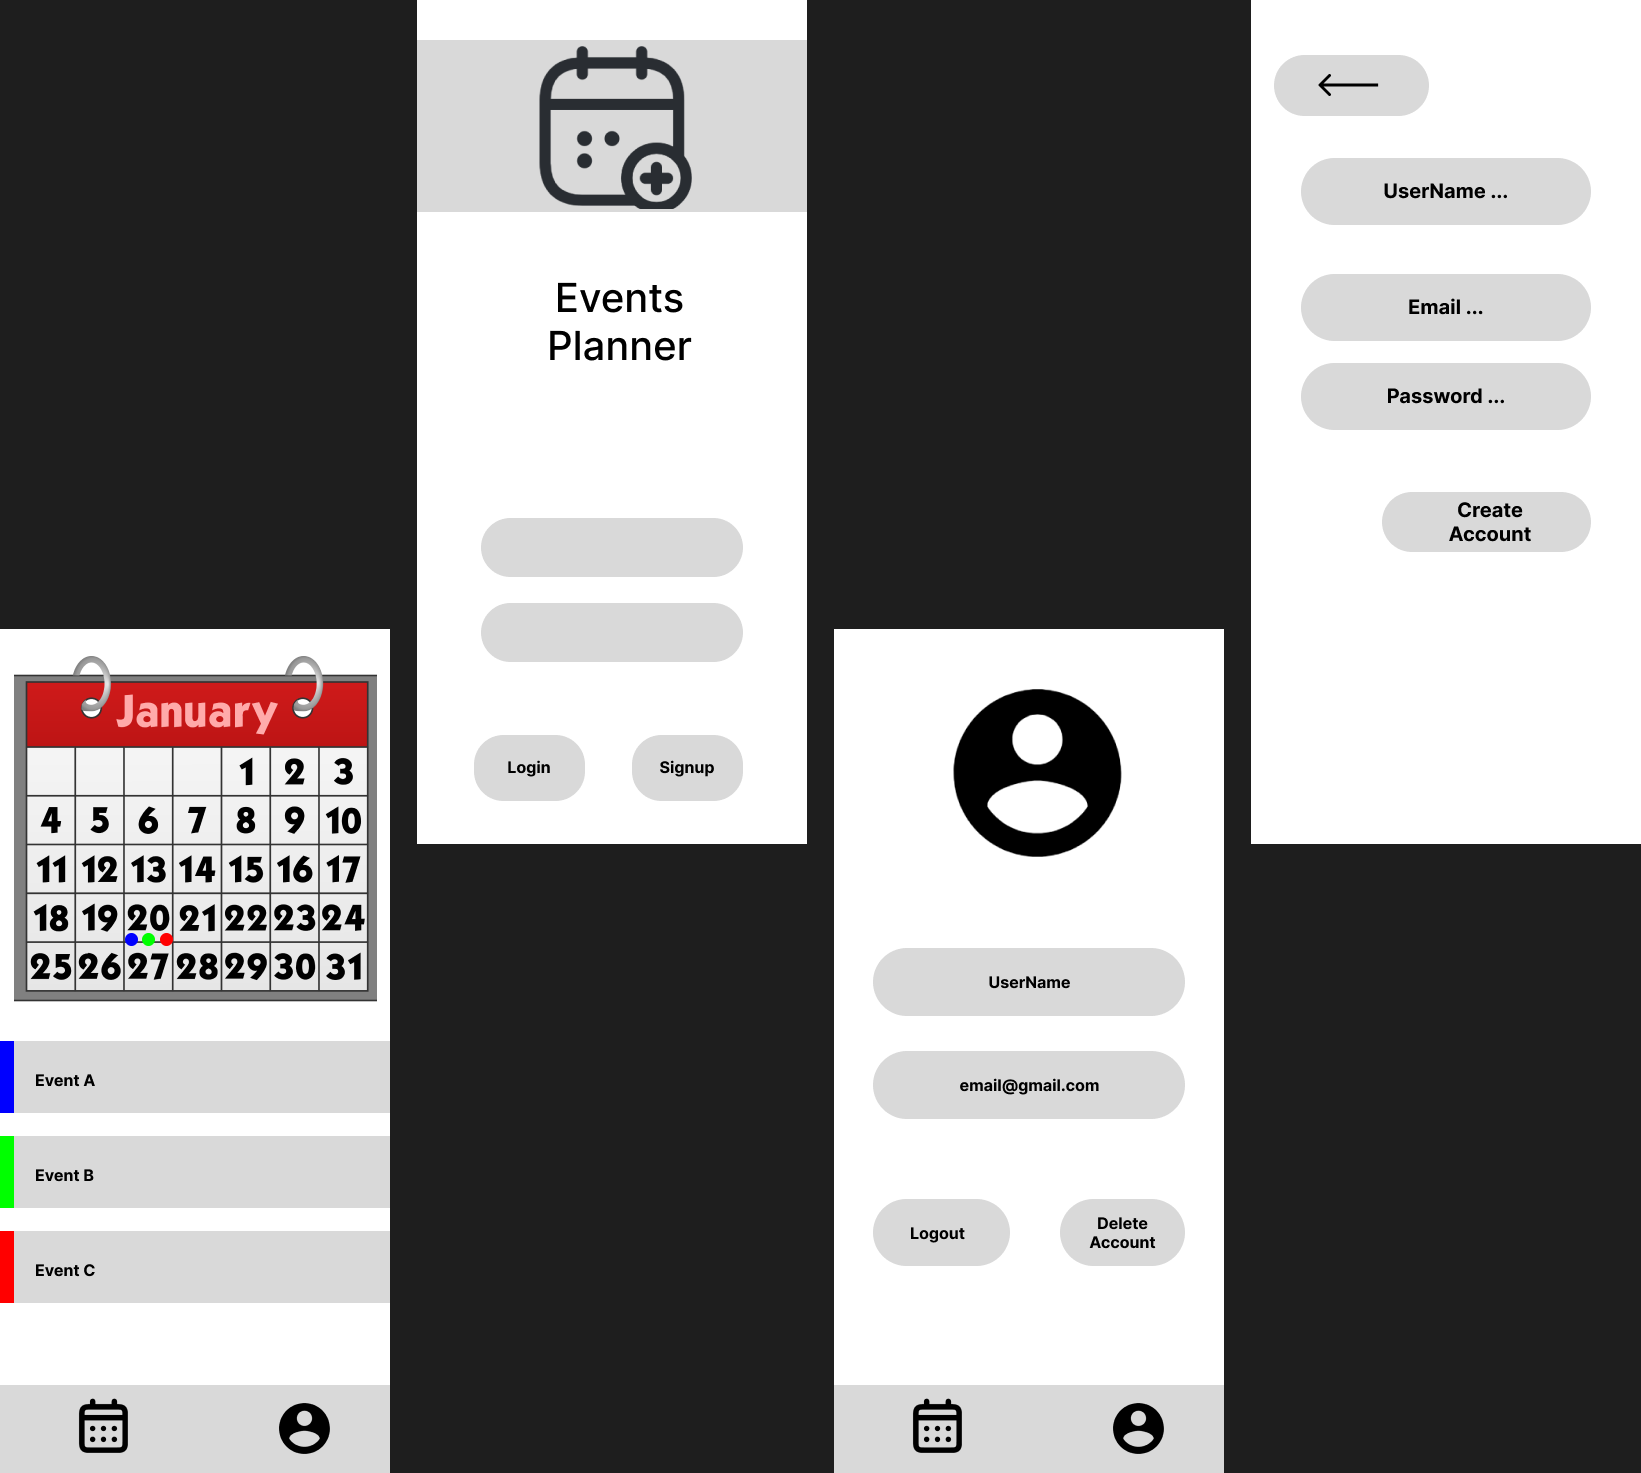 Events
Planner
Login
Signup
UserName ...
Email ...
Password ...
Create
Account
January
1 2 3
4 5 6 7 8 9 10
11 12 13 14 15 16 17
18 19 20 21 22 23 24
25 26 27 28 29 30 31
Event A
Event B
Event C
UserName
email@gmail.com
Logout
Delete
Account